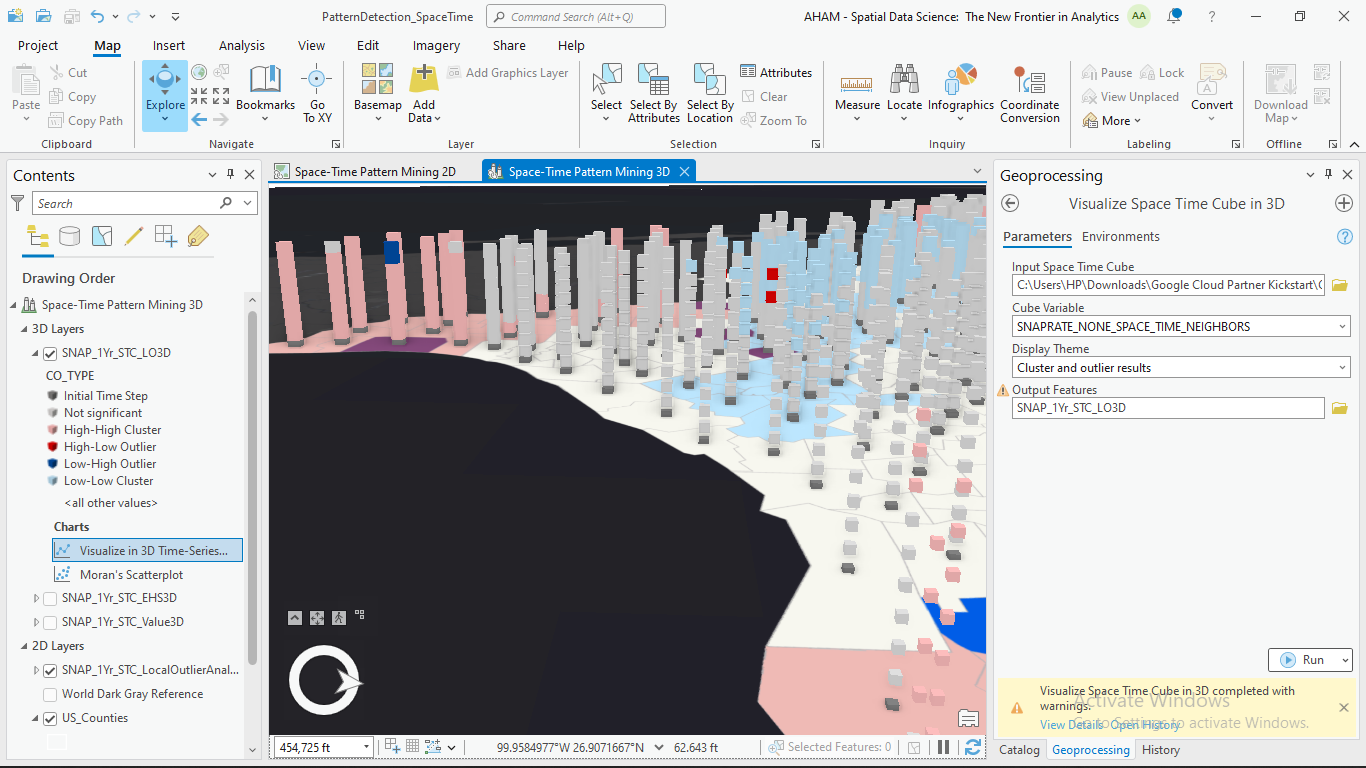 PatternDetection_SpaceTime
Command Search (Alt+Q)
AHAM - Spatial Data Science: The New Frontier in Analytics
AA
?
Project
Map
Insert
Analysis
View
Edit
Imagery
Share
Help
Paste
Cut
Copy
Copy Path
Clipboard
Explore
Bookmarks
Go
To XY
Navigate
Basemap
Add
Data
Add Graphics Layer
Layer
Select
Select By
Attributes
Select By
Location
Attributes
Clear
Zoom To
Selection
Measure
Locate
Infographics
Coordinate
Conversion
Inquiry
Pause
Lock
View Unplaced
More
Convert
Labeling
Download
Map
Offline
Contents
Search
Drawing Order
Space-Time Pattern Mining 3D
3D Layers
SNAP_1Yr_STC_LO3D
CO_TYPE
Initial Time Step
Not significant
High-High Cluster
High-Low Outlier
Low-High Outlier
Low-Low Cluster
<all other values>
Charts
Visualize in 3D Time-Series...
Moran's Scatterplot
SNAP_1Yr_STC_EHS3D
SNAP_1Yr_STC_Value3D
2D Layers
SNAP_1Yr_STC_LocalOutlierAnal...
World Dark Gray Reference
US_Counties
Space-Time Pattern Mining 2D
Space-Time Pattern Mining 3D
454,725 ft
99.9584977°W 26.9071667°N
62.643 ft
Selected Features: 0
Geoprocessing
Visualize Space Time Cube in 3D
Parameters
Environments
?
Input Space Time Cube
C:\Users\HP\Downloads\Google Cloud Partner Kickstart\
Cube Variable
SNAPRATE_NONE_SPACE_TIME_NEIGHBORS
Display Theme
Cluster and outlier results
Output Features
SNAP_1Yr_STC_LO3D
Run
Visualize Space Time Cube in 3D completed with
warnings.
View Details Open History
Activate Windows
Go to Settings to activate Windows.
Catalog
Geoprocessing
History